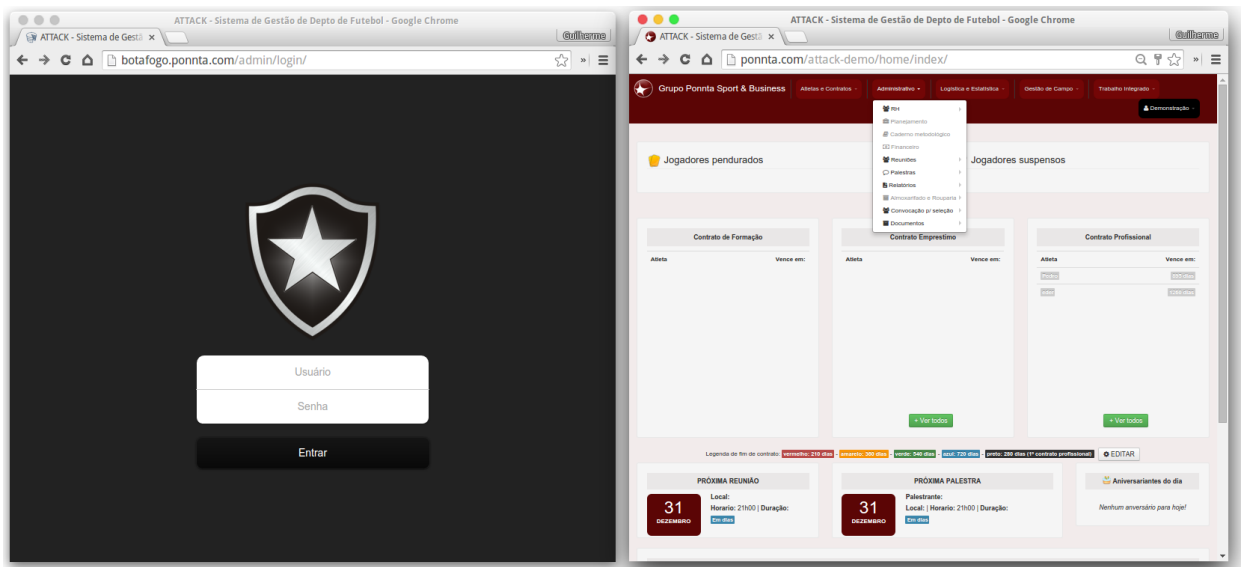 ATTACK - Sistema de Gestão de Depto de Futebol - Google Chrome
ATTACK - Sistema de Gestã
Guilherme
botafogo.ponnta.com/admin/login/
Usuário
Senha
Entrar
ATTACK - Sistema de Gestão de Depto de Futebol - Google Chrome
ATTACK - Sistema de Gestã
Guilherme
ponnta.com/attack-demo/home/index/
Grupo Ponnta Sport & Business Atletas e Contratos Administrativo Logística e Estatística Gestão de Campo Trabalho Integrado
Demonstração
RH
Planejamento
Caderno metodológico
Financeiro
Reuniões
Palestras
Relatórios
Almoxarifado e Rouparia
Convocação p/ seleção
Documentos
Jogadores pendurados Jogadores suspensos
Contrato de Formação Contrato Emprestimo Contrato Profissional
Atleta Vence em: Atleta Vence em: Atleta Vence em:
Pedro
+ Ver todos + Ver todos
Legenda de fim de contrato: vermelho: 210 dias - amarelo: 360 dias - verde: 540 dias - azul: 720 dias - preto: 280 dias (1º contrato profissional) EDITAR
PRÓXIMA REUNIÃO PRÓXIMA PALESTRA Aniversariantes do dia
31 DEZEMBRO
Local:
Horario: 21h00 | Duração:
Em dias
31 DEZEMBRO
Palestrante:
Local: | Horario: 21h00 | Duração:
Em dias
Nenhum anversário para hoje!